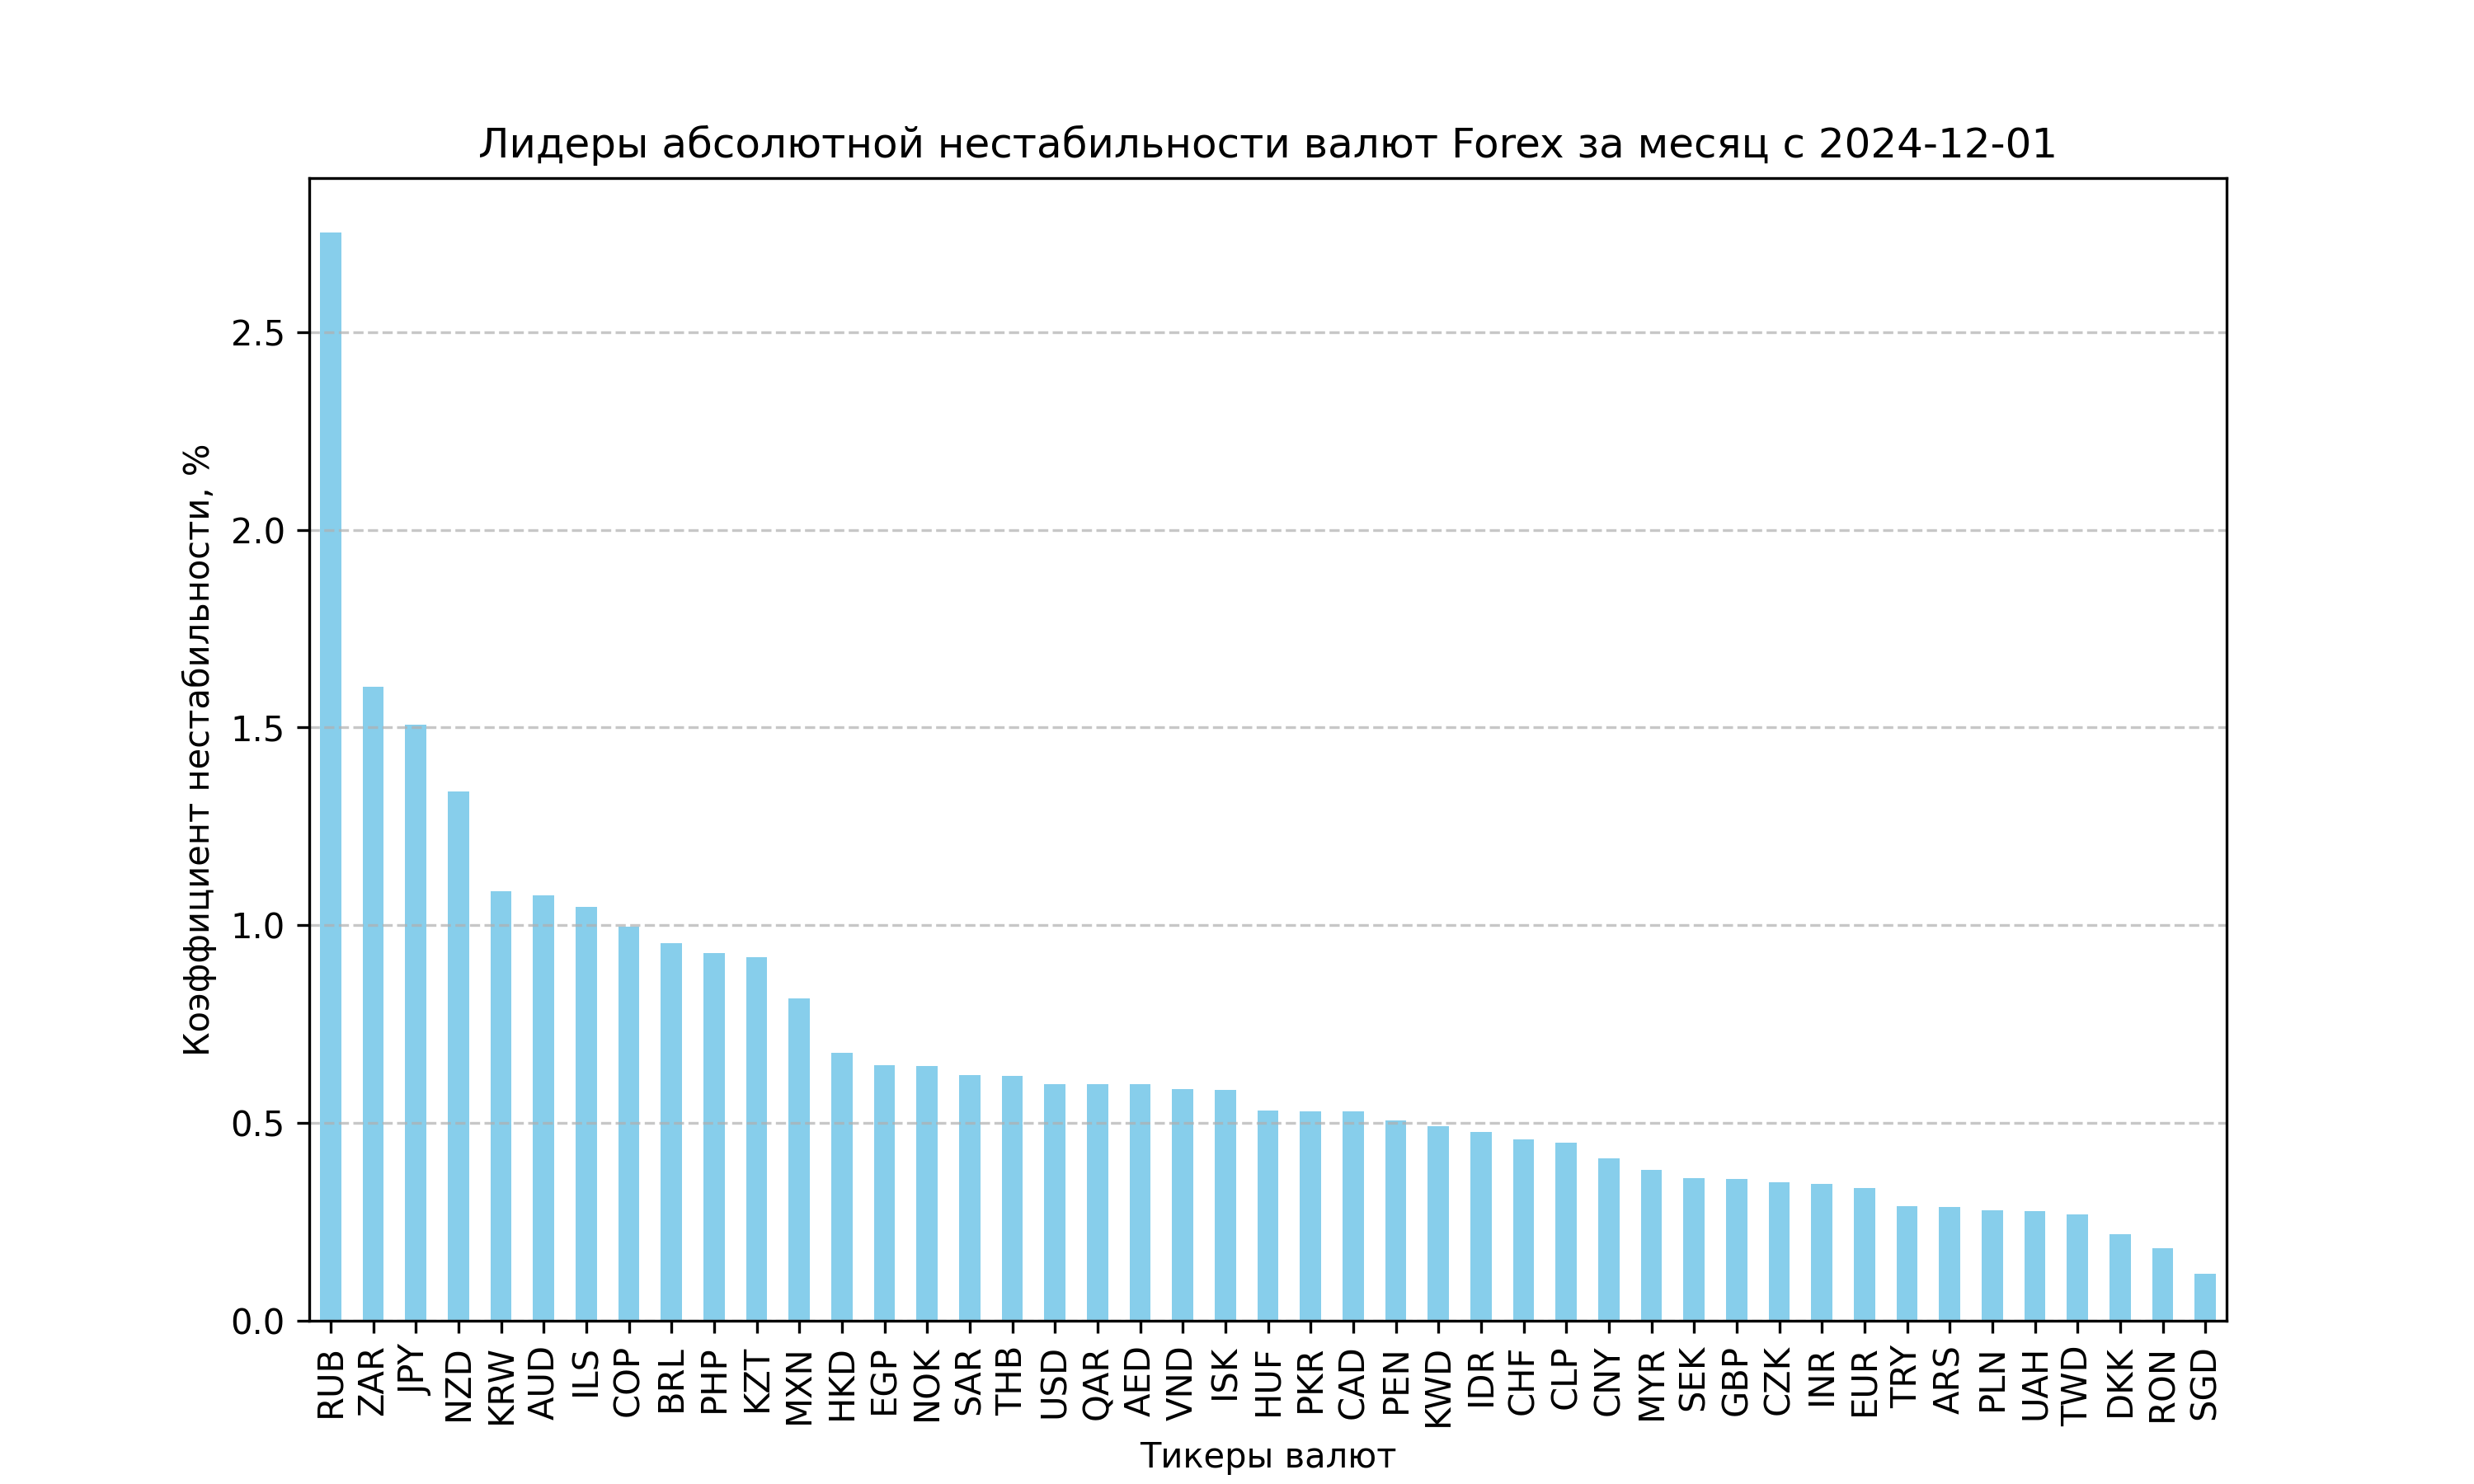 Лидеры абсолютной нестабильности валют Forex за месяц с 2024-12-01
Коэффициент нестабильности, %
2.5
2.0
1.5
1.0
0.5
0.0
RUB ZAR JPY NZD KRW AUD ILS COP BRL PHP KZT MXN HKD EGP NOK SAR THB USD QAR AED VND ISK HUF PKR CAD PEN KWD IDR CHF CLP CNY MYR SEK GBP CZK INR EUR TRY ARS PLN UAH TWD DKK RON SGD
Тикеры валют